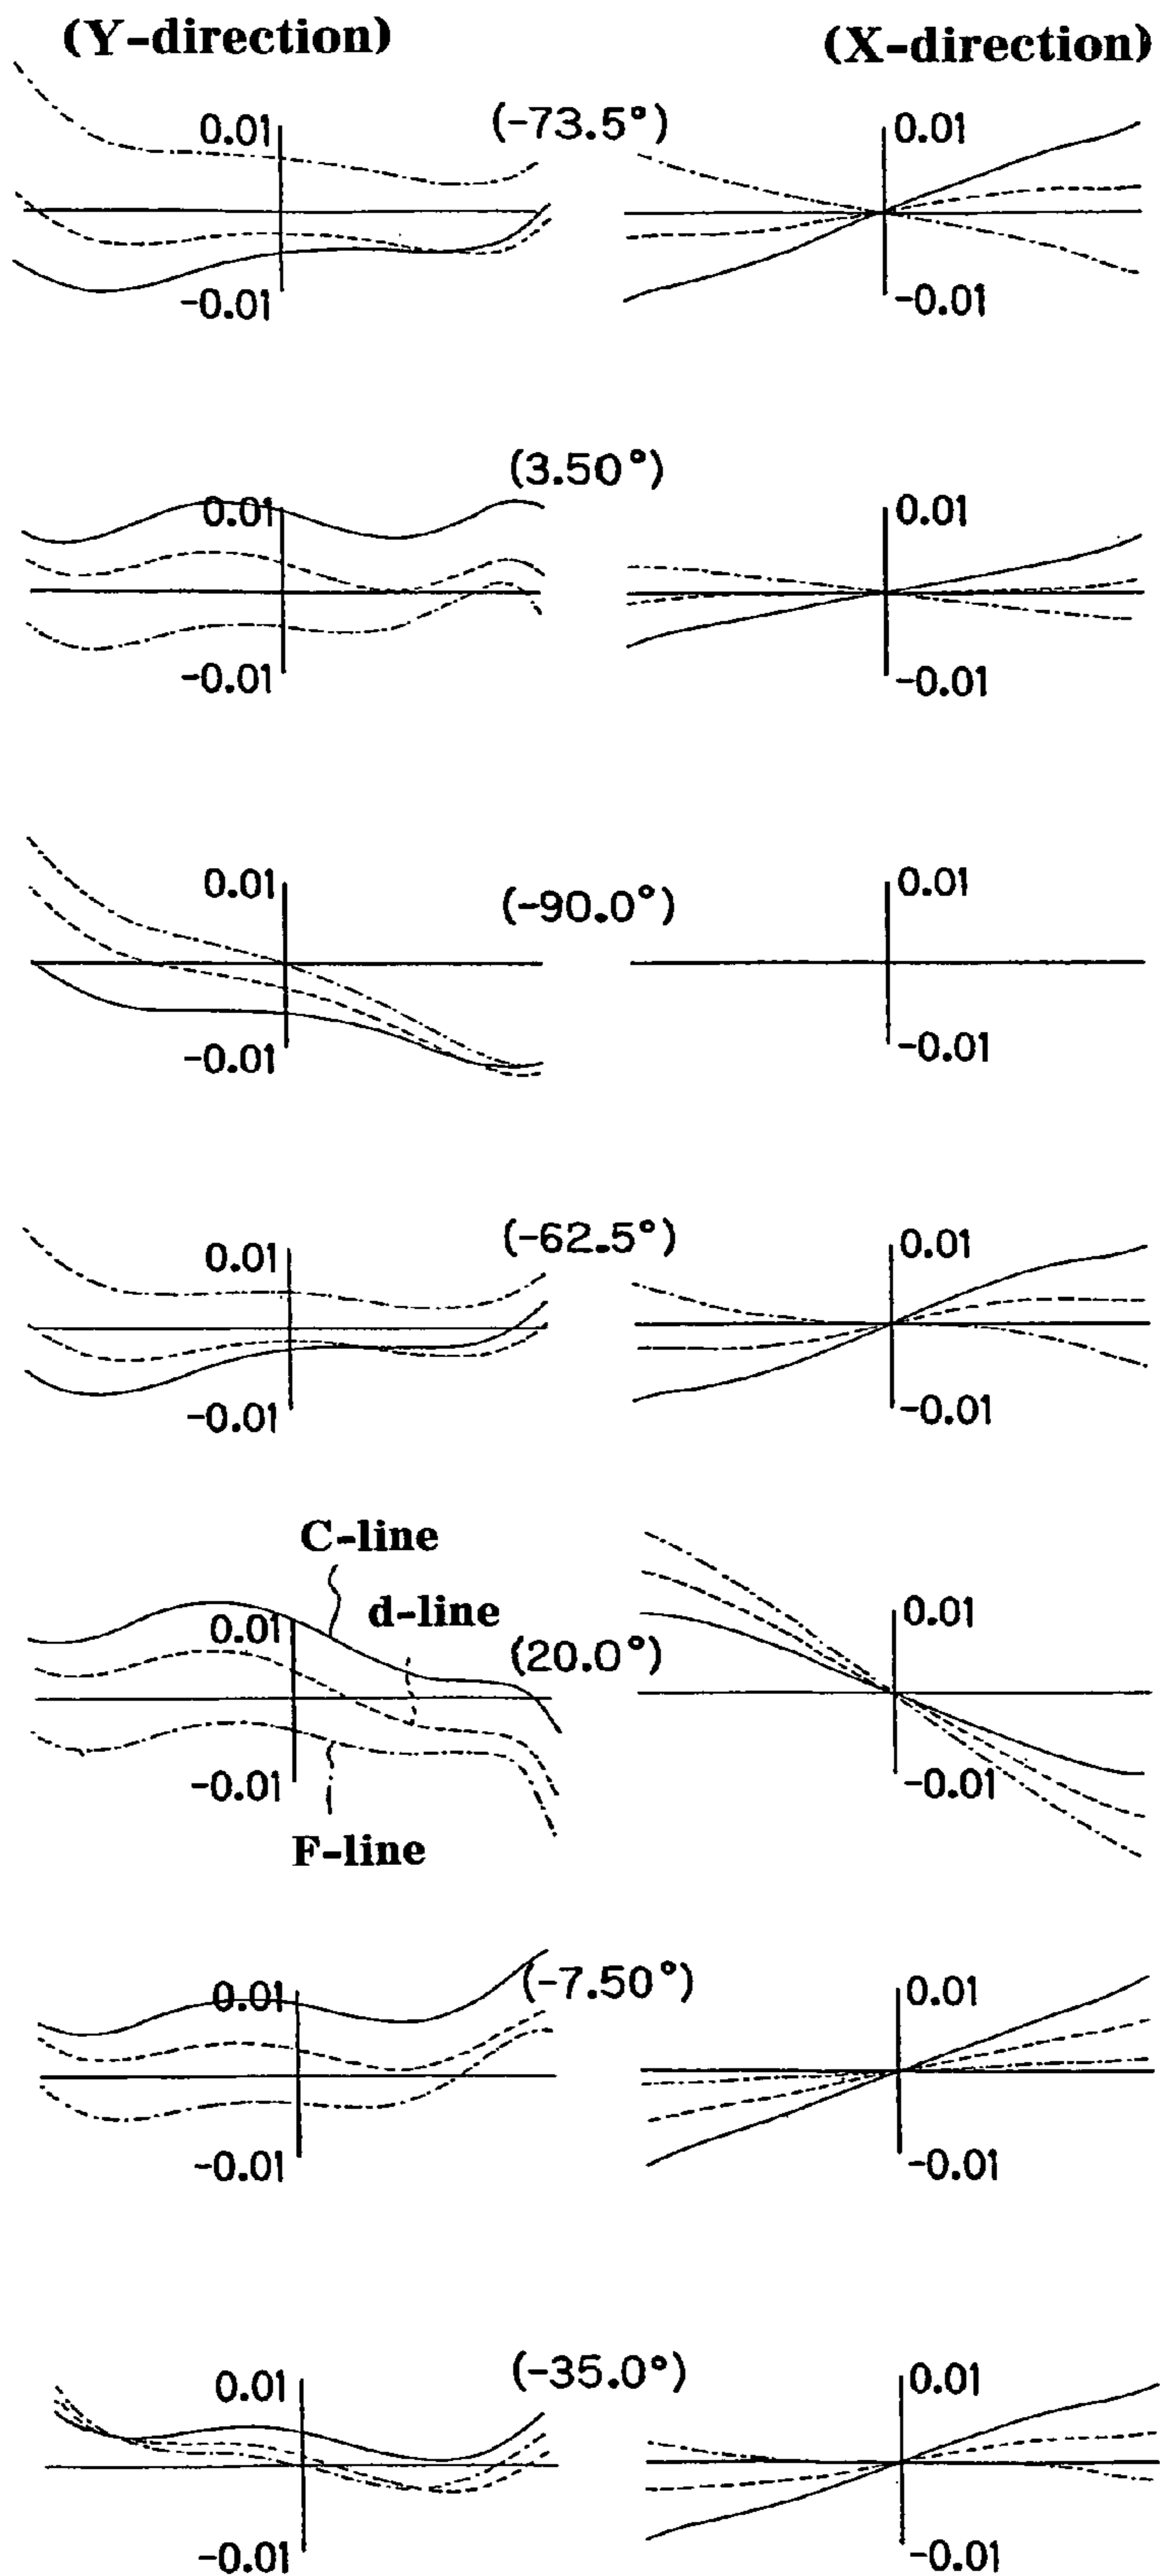 (Y-direction) (X-direction)
0.01 (-73.5°) 0.01
-0.01 -0.01
(3.50°)
0.01 0.01
-0.01 -0.01
0.01 (-90.0°) 0.01
-0.01 -0.01
(-62.5°)
0.01 0.01
-0.01 -0.01
C-line
d-line
0.01 (20.0°) 0.01
-0.01 -0.01
F-line
0.01 (-7.50°) 0.01
-0.01 -0.01
0.01 (-35.0°) 0.01
-0.01 -0.01